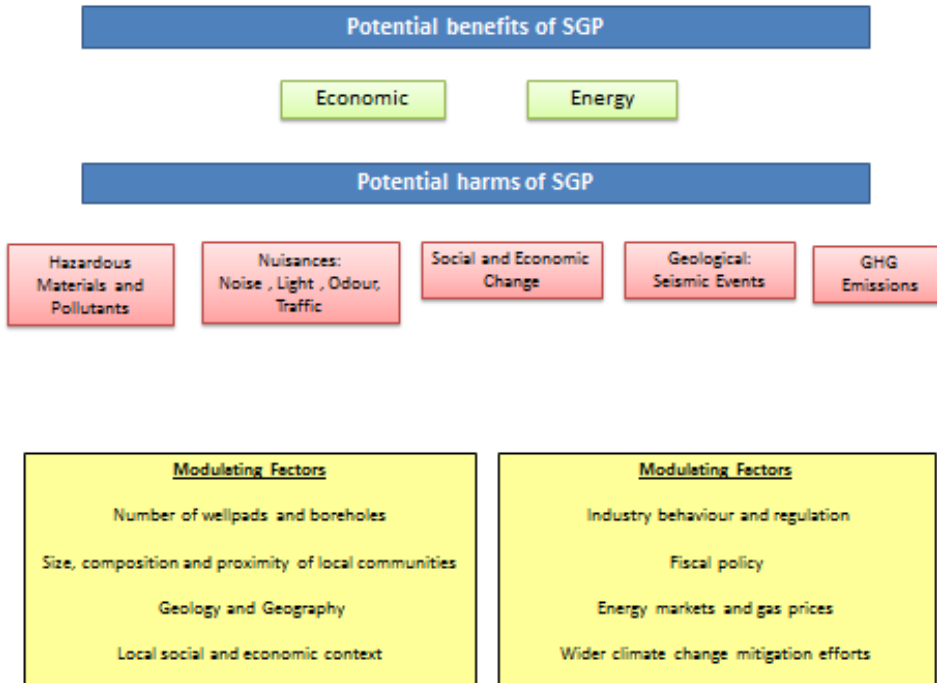 Potential benefits of SGP
Economic
Energy
Potential harms of SGP
Hazardous
Materials and
Pollutants
Nuisances:
Noise , Light , Odour,
Traffic
Social and Economic
Change
Geological:
Seismic Events
GHG
Emissions
Modulating Factors
Number of wellpads and boreholes
Size, composition and proximity of local communities
Geology and Geography
Local social and economic context
Modulating Factors
Industry behaviour and regulation
Fiscal policy
Energy markets and gas prices
Wider climate change mitigation efforts